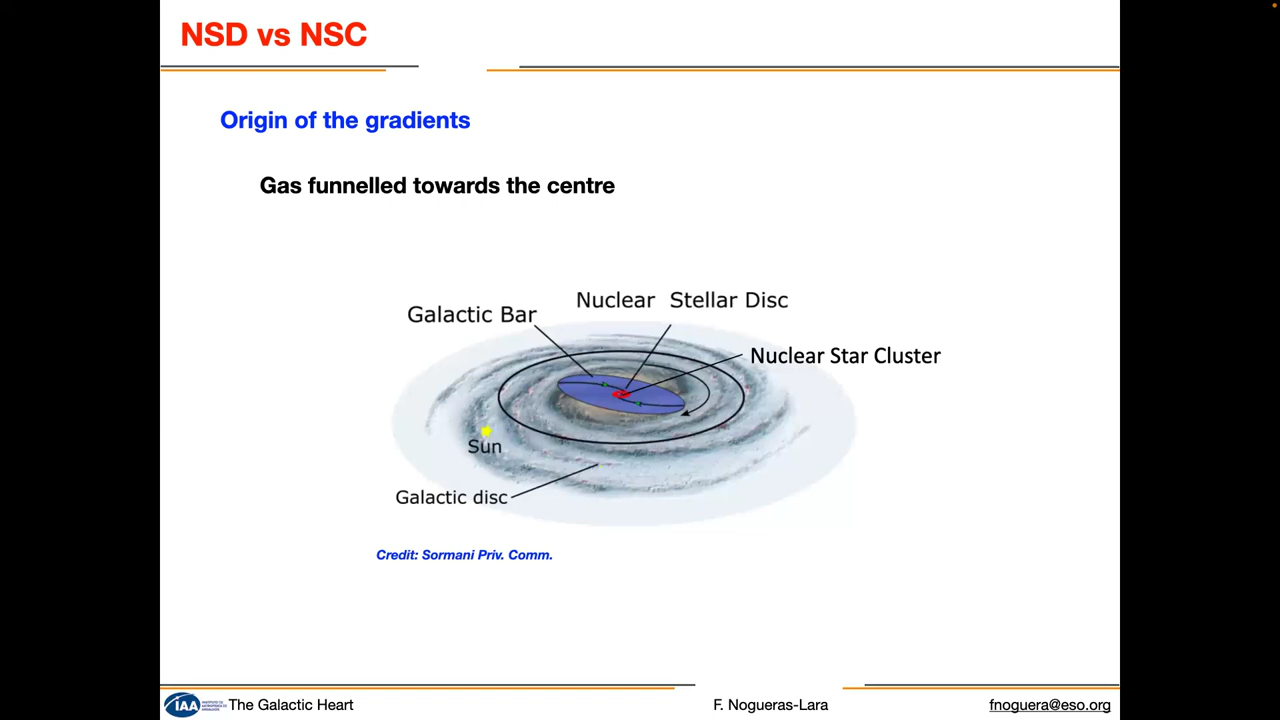 NSD vs NSC
Origin of the gradients
Gas funnelled towards the centre
Nuclear Stellar Disc
Galactic Bar
Nuclear Star Cluster
Sun
Galactic disc
Credit: Sormani Priv. Comm.
IAA
The Galactic Heart
F. Nogueras-Lara
fnoguera@eso.org